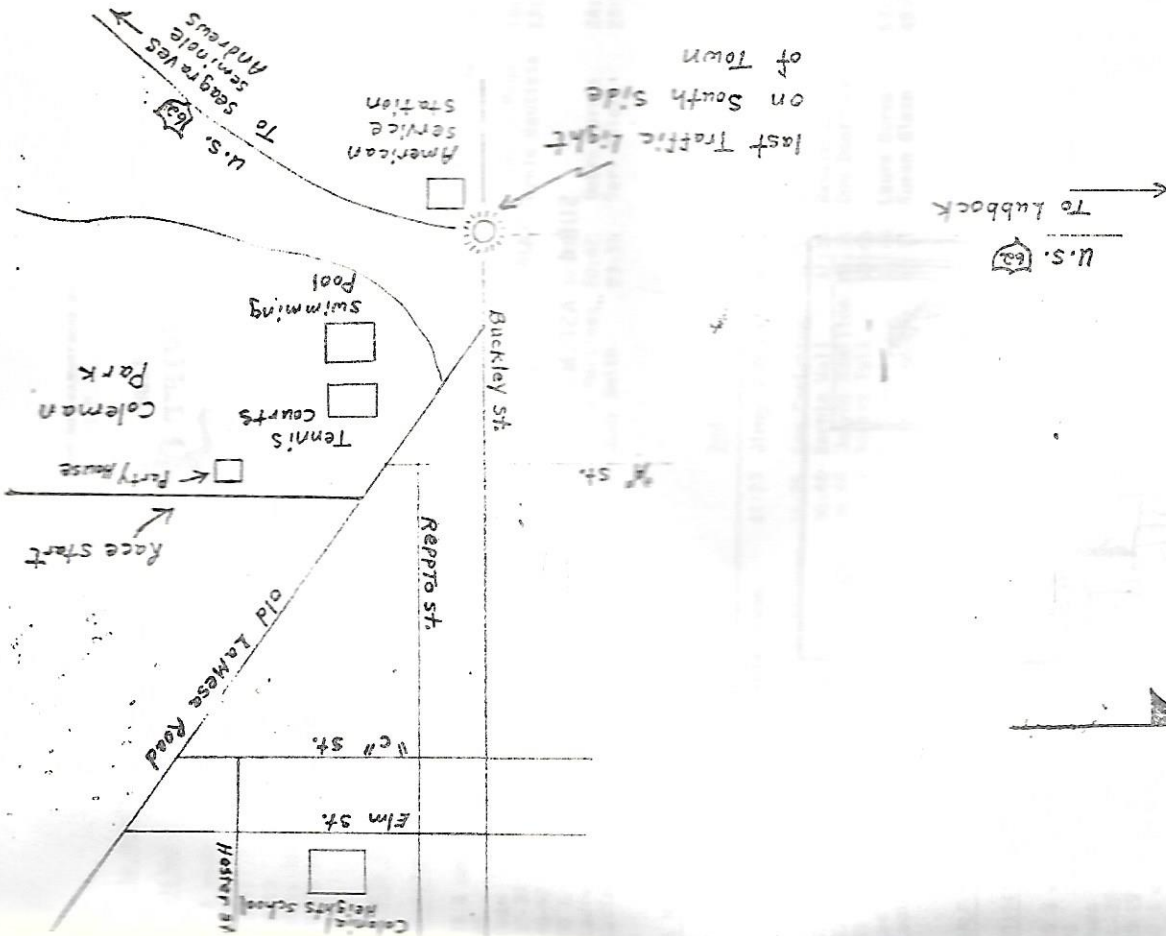 Colonial
Heights School
Elm St.
"C" St.
Old LaMesa Road
Reppto st.
Race start
Party House
St.
Tennis
Courts
Coleman
Park
Buckley St.
Swimming
Pool
U.S. 62
To Lubbock
American
service
station
last Traffic Light
on South Side
of Town
U.S. 62
To Seagraves
Seminole
Andrews